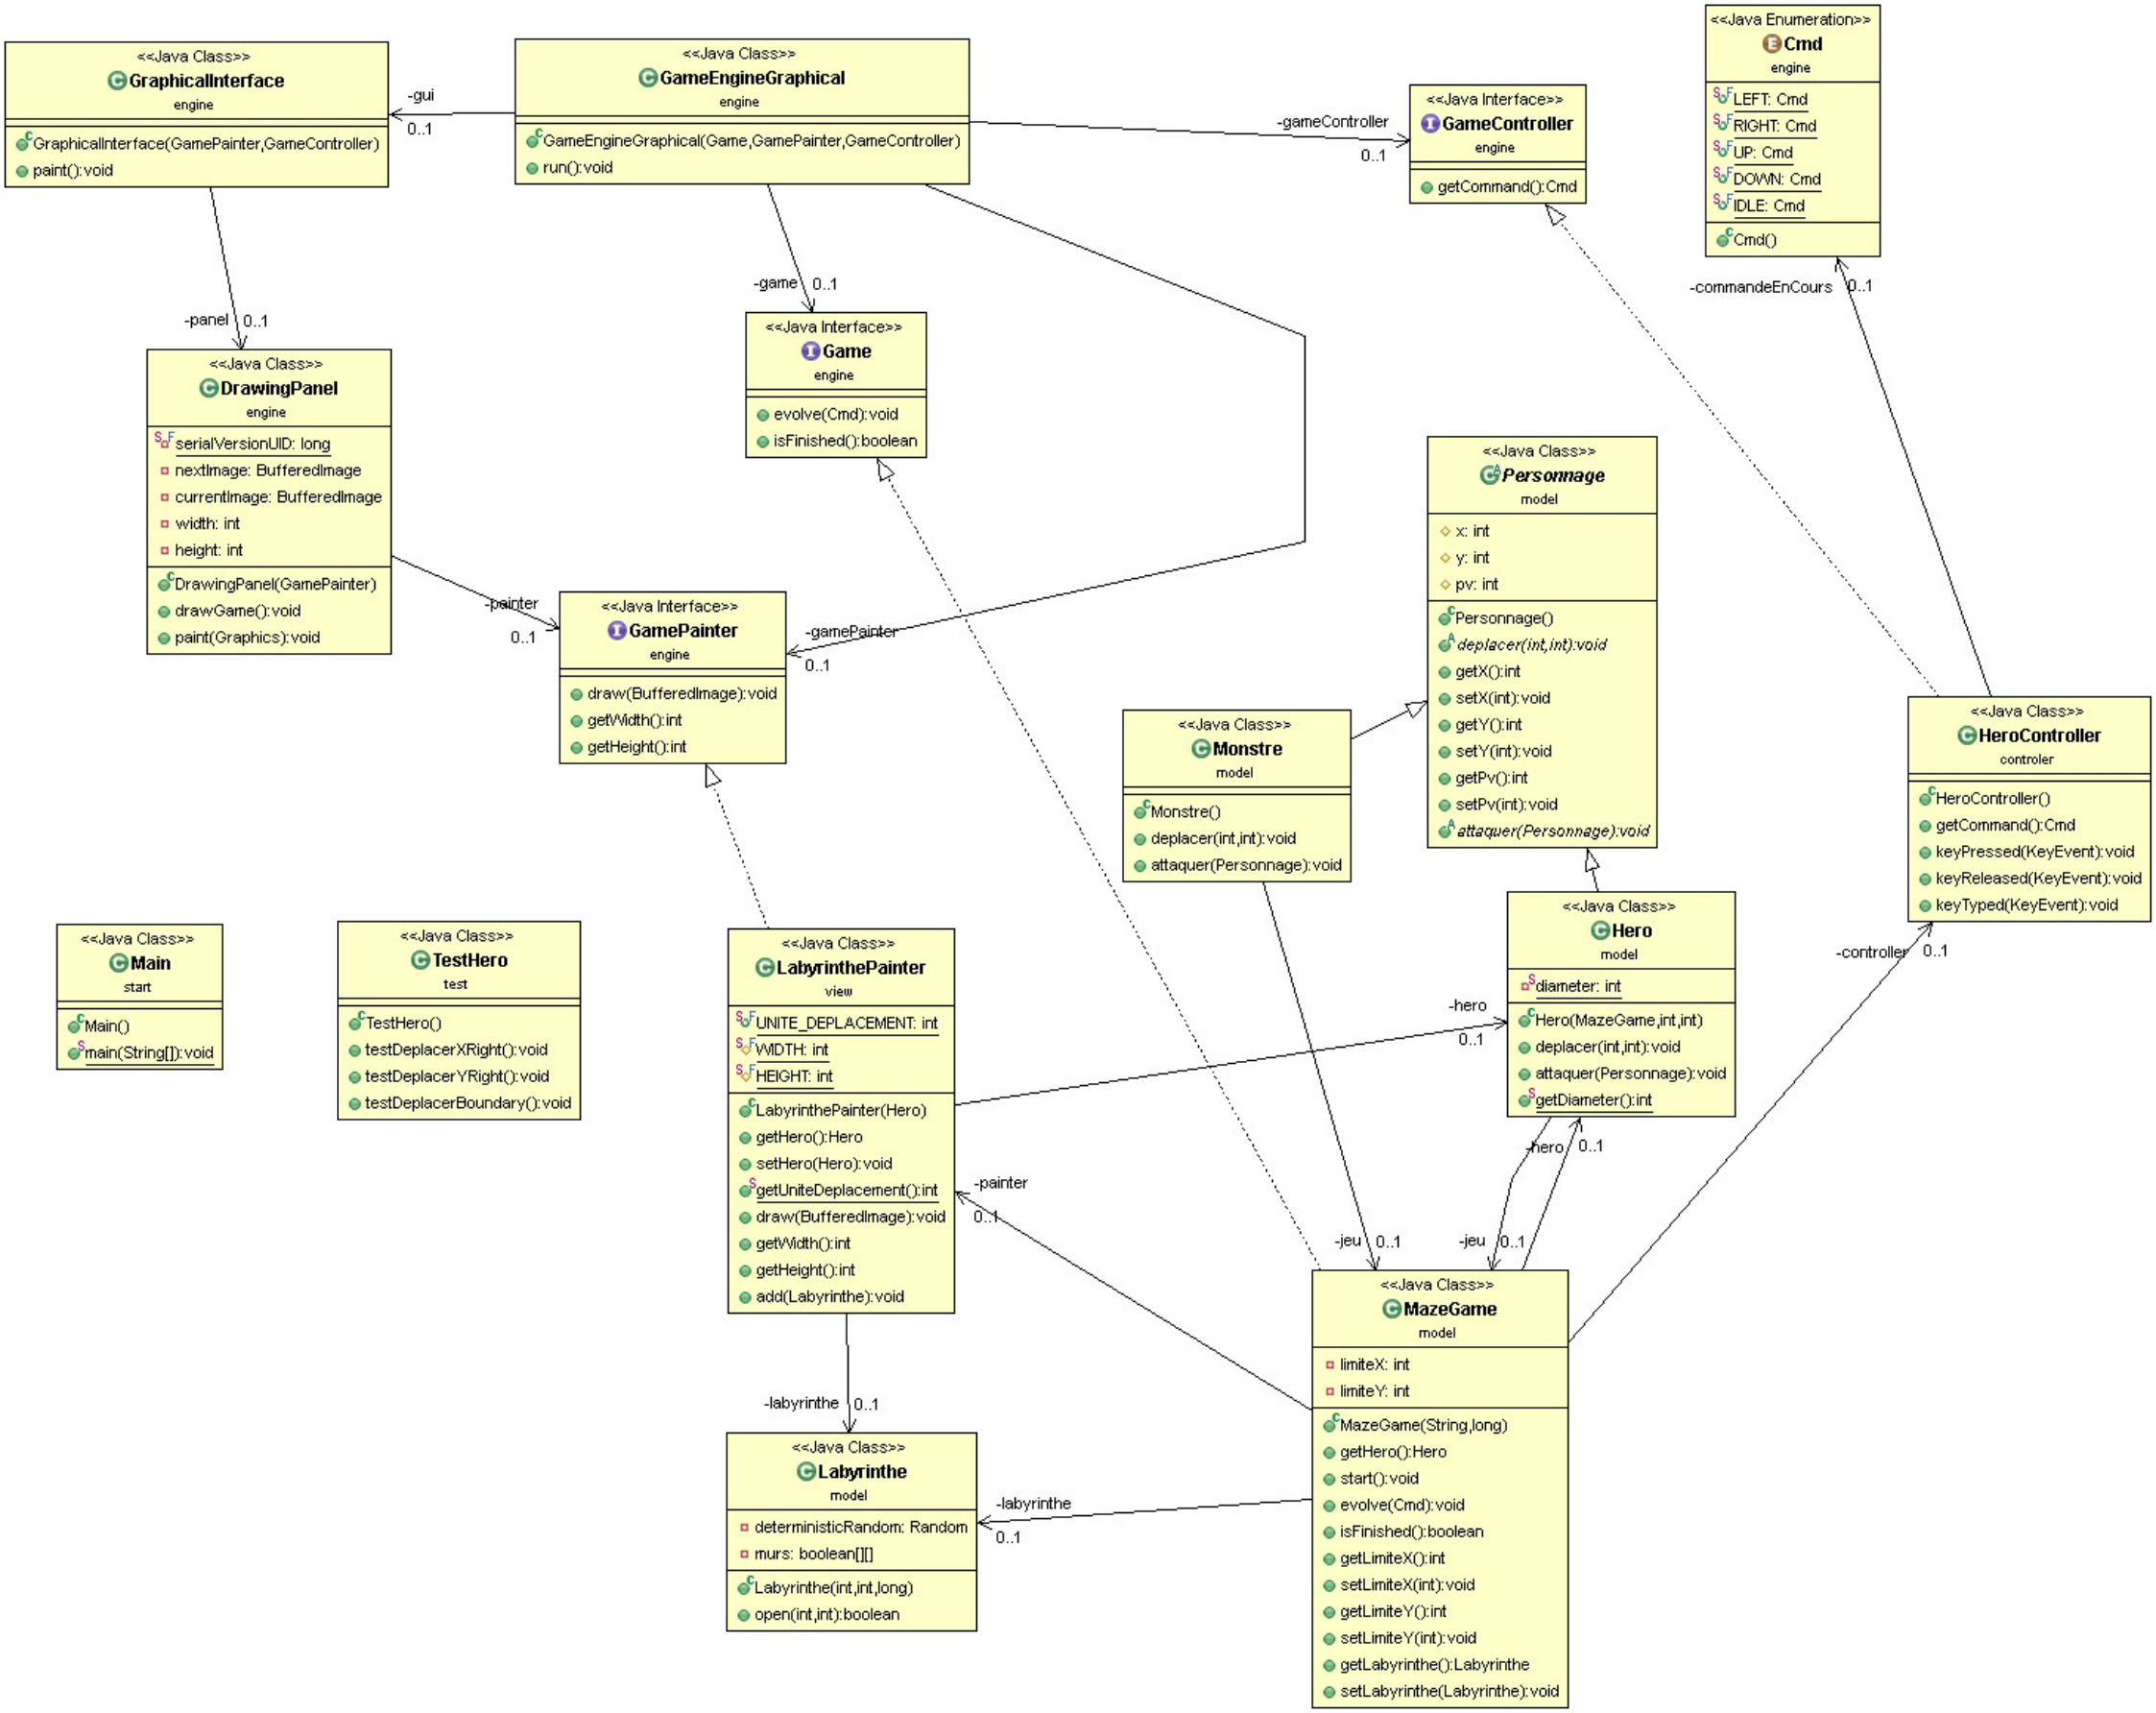 <<Java Class>>
GraphicalInterface
engine
GraphicalInterface(GamePainter,GameController)
paint():void
-gui
0..1
<<Java Class>>
GameEngineGraphical
engine
GameEngineGraphical(Game,GamePainter,GameController)
run():void
-gameController
0..1
<<Java Interface>>
GameController
engine
getCommand():Cmd
<<Java Enumeration>>
Cmd
engine
LEFT: Cmd
RIGHT: Cmd
UP: Cmd
DOWN: Cmd
IDLE: Cmd
Cmd()
-commandeEnCours 0..1
-panel 0..1
-game 0..1
<<Java Class>>
DrawingPanel
engine
serialVersionUID: long
nextImage: BufferedImage
currentImage: BufferedImage
width: int
height: int
DrawingPanel(GamePainter)
drawGame():void
paint(Graphics):void
-painter
0..1
<<Java Interface>>
Game
engine
evolve(Cmd):void
isFinished():boolean
<<Java Interface>>
GamePainter
engine
draw(BufferedImage):void
getWidth():int
getHeight():int
-gamePainter
0..1
<<Java Class>>
Personnage
model
x: int
y: int
pv: int
Personnage()
deplacer(int,int):void
getX():int
setX(int):void
getY():int
setY(int):void
getPv():int
setPv(int):void
attaquer(Personnage):void
<<Java Class>>
Monstre
model
Monstre()
deplacer(int,int):void
attaquer(Personnage):void
<<Java Class>>
HeroController
controler
HeroController()
getCommand():Cmd
keyPressed(KeyEvent):void
keyReleased(KeyEvent):void
keyTyped(KeyEvent):void
-controller 0..1
<<Java Class>>
Main
start
Main()
main(String[]):void
<<Java Class>>
TestHero
test
TestHero()
testDeplacerXRight():void
testDeplacerYRight():void
testDeplacerBoundary():void
<<Java Class>>
LabyrinthePainter
view
UNITE_DEPLACEMENT: int
WIDTH: int
HEIGHT: int
LabyrinthePainter(Hero)
getHero():Hero
setHero(Hero):void
getUniteDeplacement():int
draw(BufferedImage):void
getWidth():int
getHeight():int
add(Labyrinthe):void
-hero
0..1
<<Java Class>>
Hero
model
diameter: int
Hero(MazeGame,int,int)
deplacer(int,int):void
attaquer(Personnage):void
getDiameter():int
-hero 0..1
-painter
0..1
-jeu 0..1
-jeu 0..1
<<Java Class>>
MazeGame
model
limiteX: int
limiteY: int
MazeGame(String,long)
getHero():Hero
start():void
evolve(Cmd):void
isFinished():boolean
getLimiteX():int
setLimiteX(int):void
getLimiteY():int
setLimiteY(int):void
getLabyrinthe():Labyrinthe
setLabyrinthe(Labyrinthe):void
-labyrinthe 0..1
-labyrinthe
0..1
<<Java Class>>
Labyrinthe
model
deterministicRandom: Random
murs: boolean[][]
Labyrinthe(int,int,long)
open(int,int):boolean